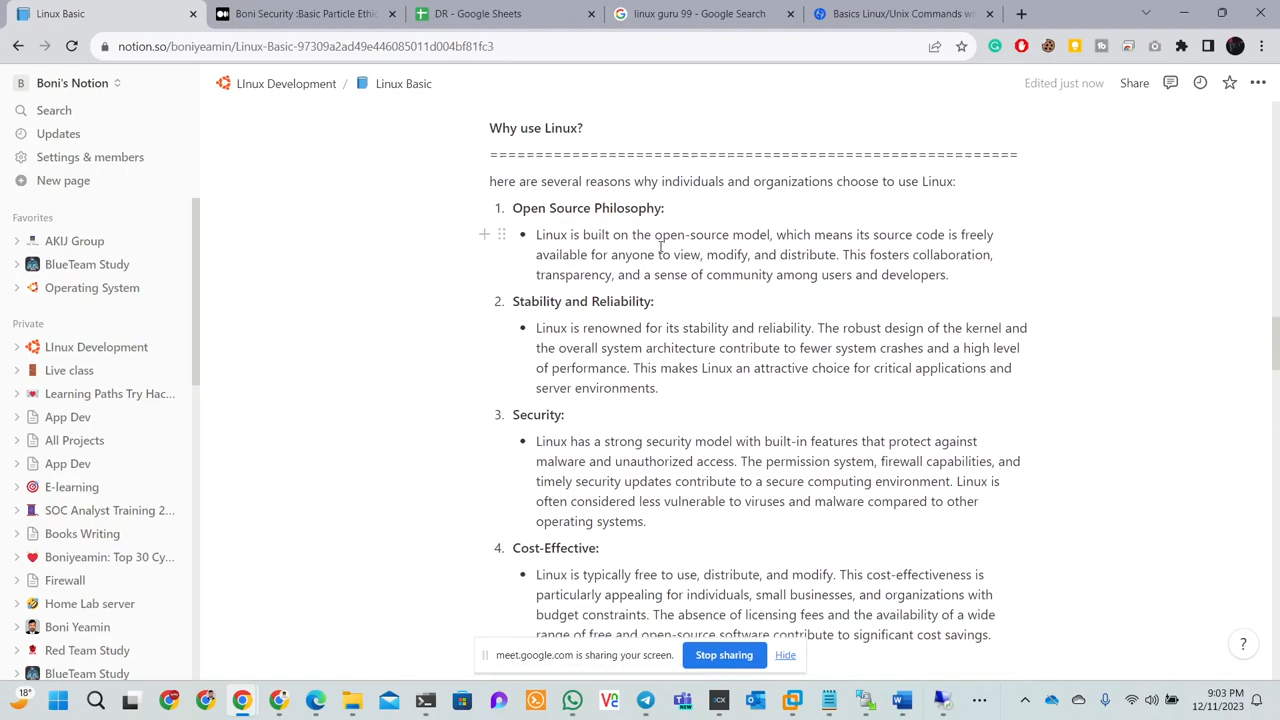 Linux Basic
Boni Security :Basic Particle Ethic
DR - Google Sheets
linux guru 99 - Google Search
Basics Linux/Unix Commands wi
notion.so/boniyeamin/Linux-Basic-97309a2ad49e446085011d04bf81fc3
B Boni's Notion
LInux Development / Linux Basic
Edited just now Share
Search
Updates
Settings & members
New page
Favorites
AKIJ Group
BlueTeam Study
Operating System
Private
LInux Development
Live class
Learning Paths Try Hac...
App Dev
All Projects
App Dev
E-learning
SOC Analyst Training 2...
Books Writing
Boniyeamin: Top 30 Cy...
Firewall
Home Lab server
Boni Yeamin
Red Team Study
BlueTeam Study
Why use Linux?
==========================================================
here are several reasons why individuals and organizations choose to use Linux:
1. Open Source Philosophy:
• Linux is built on the open-source model, which means its source code is freely
available for anyone to view, modify, and distribute. This fosters collaboration,
transparency, and a sense of community among users and developers.
2. Stability and Reliability:
• Linux is renowned for its stability and reliability. The robust design of the kernel and
the overall system architecture contribute to fewer system crashes and a high level
of performance. This makes Linux an attractive choice for critical applications and
server environments.
3. Security:
• Linux has a strong security model with built-in features that protect against
malware and unauthorized access. The permission system, firewall capabilities, and
timely security updates contribute to a secure computing environment. Linux is
often considered less vulnerable to viruses and malware compared to other
operating systems.
4. Cost-Effective:
• Linux is typically free to use, distribute, and modify. This cost-effectiveness is
particularly appealing for individuals, small businesses, and organizations with
budget constraints. The absence of licensing fees and the availability of a wide
range of free and open-source software contribute to significant cost savings.
meet.google.com is sharing your screen. Stop sharing Hide
?
18°
9:03 PM
12/11/2023